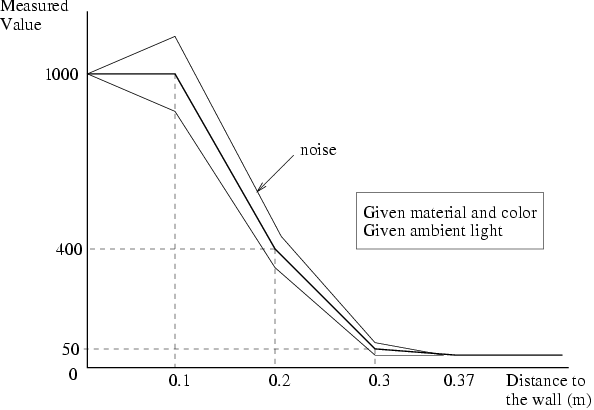 Measured
Value
1000
noise
Given material and color
Given ambient light
400
50
0
0.1
0.2
0.3
0.37
Distance to
the wall (m)